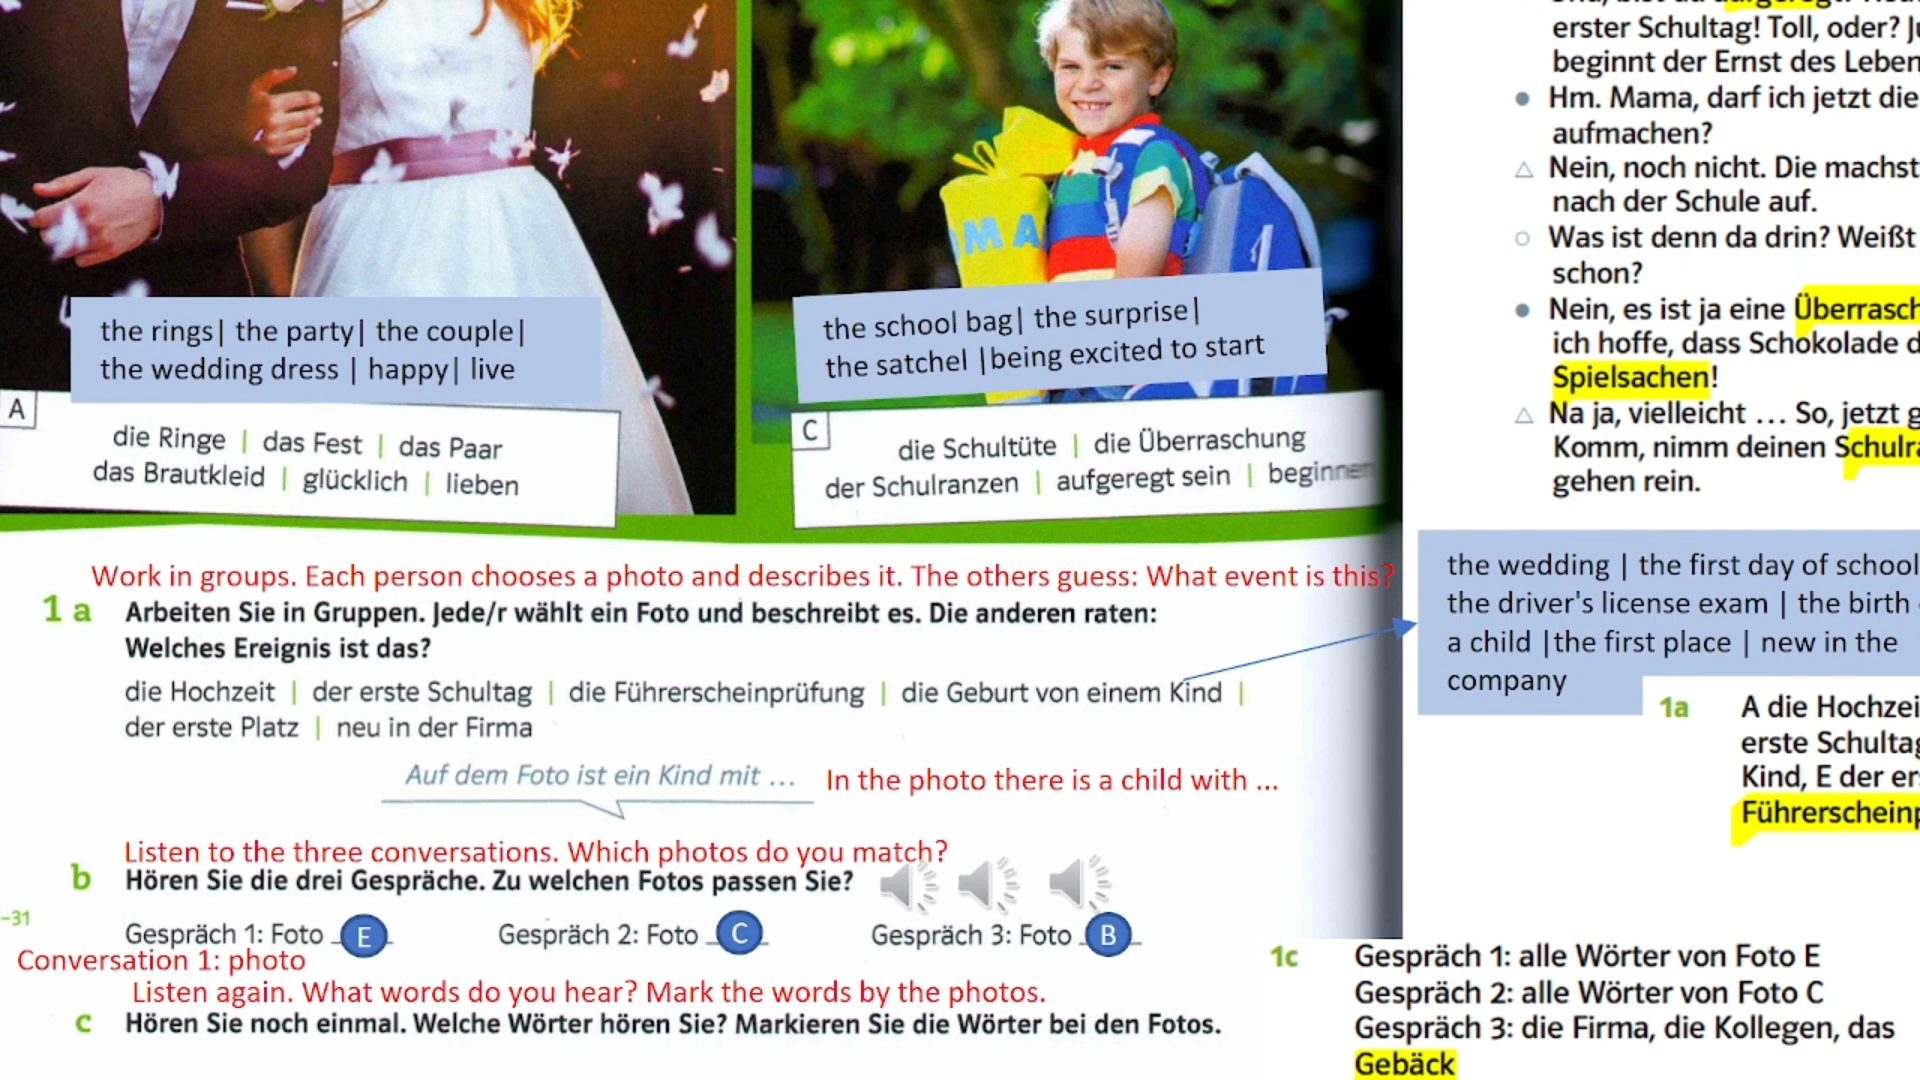 erster Schultag! Toll, oder?
beginnt der Ernst des Leben
Hm. Mama, darf ich jetzt die
aufmachen?
Nein, noch nicht. Die machst
nach der Schule auf.
Was ist denn da drin? Weißt
schon?
Nein, es ist ja eine Überrasch
ich hoffe, dass Schokolade d
Spielsachen!
Na ja, vielleicht ... So, jetzt g
Komm, nimm deinen Schulra
gehen rein.
MA
the rings| the party| the couple|
the wedding dress | happy| live
A
die Ringe | das Fest | das Paar
das Brautkleid | glücklich | lieben
the school bag| the surprise|
the satchel |being excited to start
C
die Schultüte | die Überraschung
der Schulranzen | aufgeregt sein | beginnen
Work in groups. Each person chooses a photo and describes it. The others guess: What event is this?
1 a Arbeiten Sie in Gruppen. Jede/r wählt ein Foto und beschreibt es. Die anderen raten:
Welches Ereignis ist das?
die Hochzeit | der erste Schultag | die Führerscheinprüfung | die Geburt von einem Kind |
der erste Platz | neu in der Firma
the wedding | the first day of school
the driver's license exam | the birth
a child |the first place | new in the
company
Auf dem Foto ist ein Kind mit ...
In the photo there is a child with ...
1a A die Hochzei
erste Schultag
Kind, E der er
Führerscheinp
Listen to the three conversations. Which photos do you match?
b Hören Sie die drei Gespräche. Zu welchen Fotos passen Sie?
-31
Gespräch 1: Foto E Gespräch 2: Foto C Gespräch 3: Foto B
Conversation 1: photo
Listen again. What words do you hear? Mark the words by the photos.
c Hören Sie noch einmal. Welche Wörter hören Sie? Markieren Sie die Wörter bei den Fotos.
1c Gespräch 1: alle Wörter von Foto E
Gespräch 2: alle Wörter von Foto C
Gespräch 3: die Firma, die Kollegen, das
Gebäck